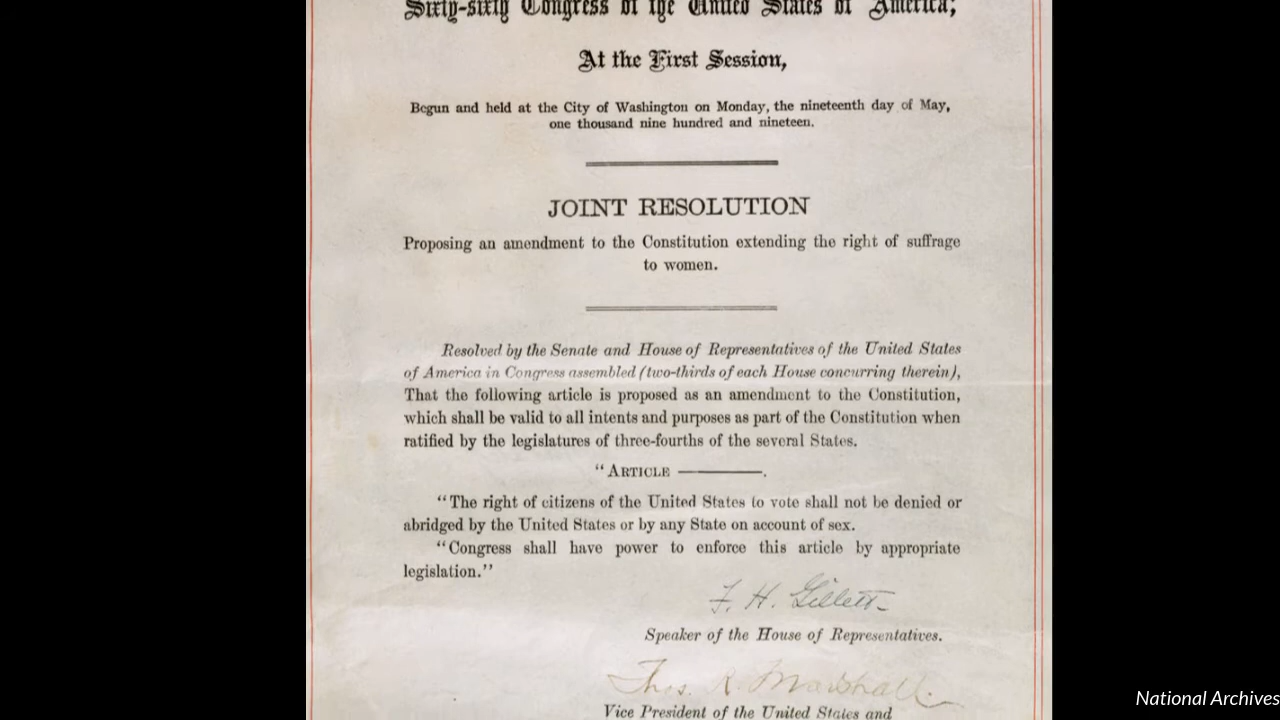 Sixty-sixth Congress of the United States of America;
At the First Session,
Begun and held at the City of Washington on Monday, the nineteenth day of May,
one thousand nine hundred and nineteen.
JOINT RESOLUTION
Proposing an amendment to the Constitution extending the right of suffrage
to women.
Resolved by the Senate and House of Representatives of the United States
of America in Congress assembled (two-thirds of each House concurring therein),
That the following article is proposed as an amendment to the Constitution,
which shall be valid to all intents and purposes as part of the Constitution when
ratified by the legislatures of three-fourths of the several States.
"ARTICLE ————.
"The right of citizens of the United States to vote shall not be denied or
abridged by the United States or by any State on account of sex.
"Congress shall have power to enforce this article by appropriate
legislation."
F. H. Gillett
Speaker of the House of Representatives.
Thos. R. Marshall.
Vice President of the United States and
National Archives